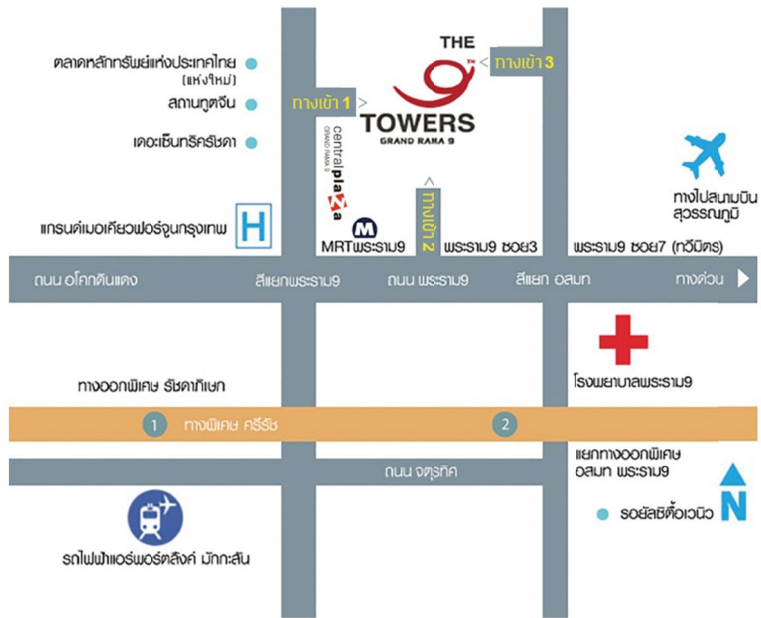 ตลาดหลักทรัพย์แห่งประเทศไทย
(แห่งใหม่)
สถานทูตจีน
เดอะเซ็นทริครัชดา
แกรนด์เมอเคียวฟอร์จูนกรุงเทพ
H
ทางเข้า 1
THE
9
TM
TOWERS
GRAND RAMA 9
ทางเข้า 3
centralplaza
GRAND RAMA 9
M
MRTพระราม9
ทางเข้า 2
พระราม9 ซอย3
ทางไปสนามบิน
สุวรรณภูมิ
พระราม9 ซอย7 (ทวีมิตร)
ถนน อโศกดินแดง
สี่แยกพระราม9
ถนน พระราม9
สี่แยก อสมท
ทางด่วน
โรงพยาบาลพระราม9
ทางออกพิเศษ รัชดาภิเษก
1
ทางพิเศษ ศรีรัช
2
แยกทางออกพิเศษ
อสมท พระราม9
ถนน จตุรทิศ
รอยัลซิตี้อเวนิว
N
รถไฟฟ้าแอร์พอร์ตลิงค์ มักกะสัน